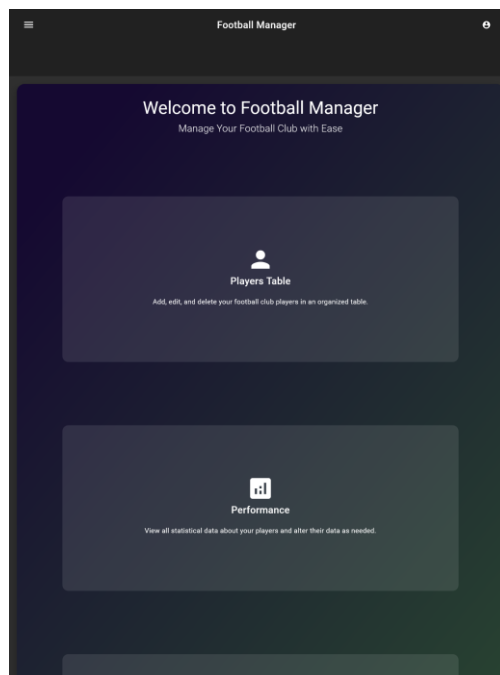 Football Manager
Welcome to Football Manager
Manage Your Football Club with Ease
Players Table
Add, edit, and delete your football club players in an organized table.
Performance
View all statistical data about your players and alter their data as needed.